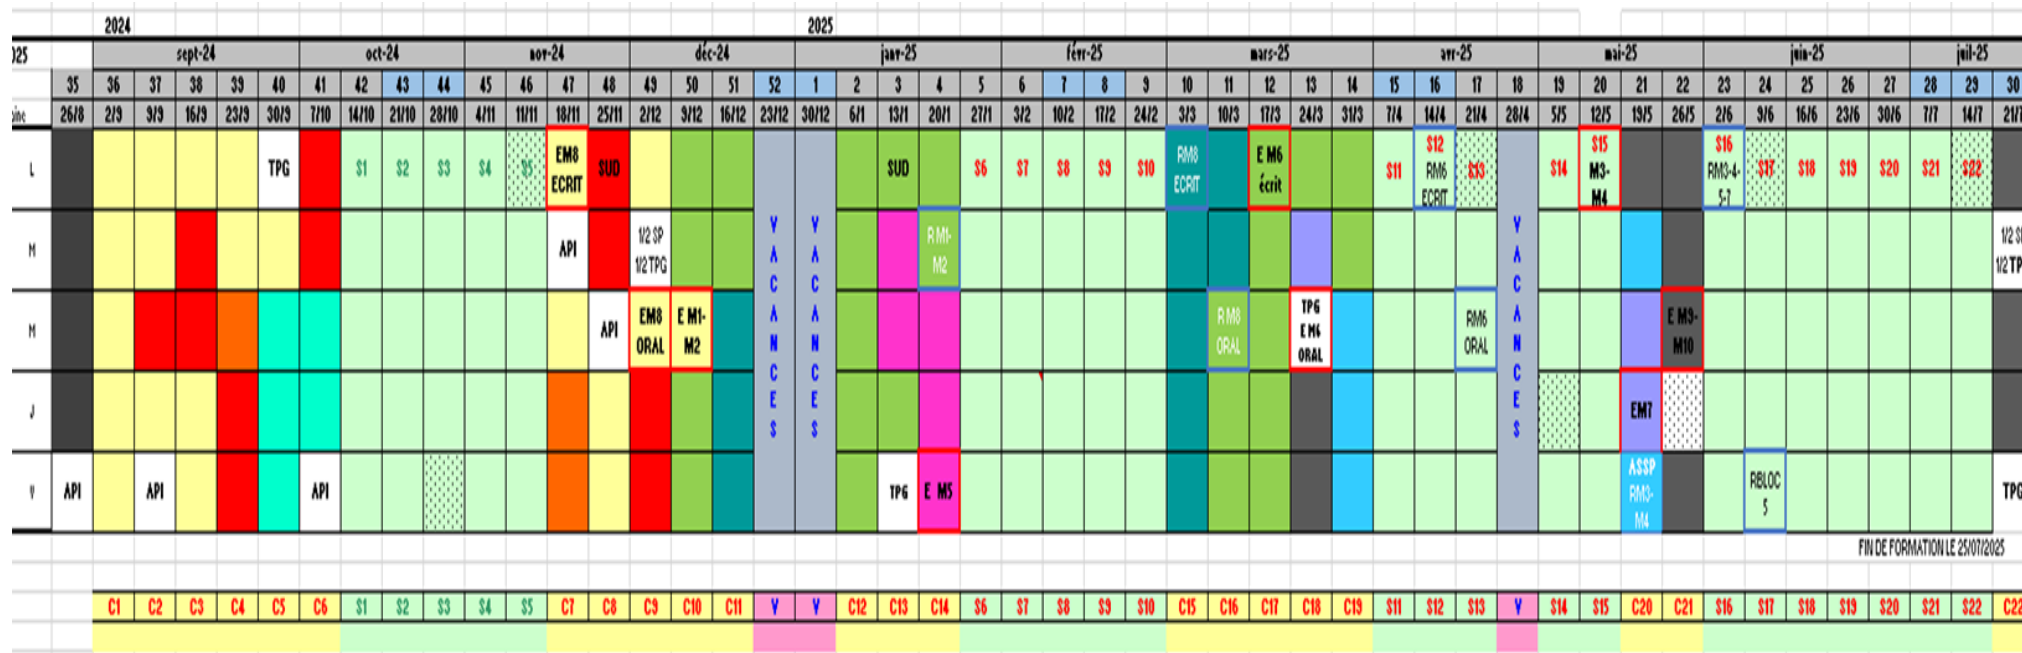 2024 2025
025 sept-24 oct-24 nov-24 déc-24 janv-25 févr-25 mars-25 avr-25 mai-25 juin-25 juil-25
35 36 37 38 39 40 41 42 43 44 45 46 47 48 49 50 51 52 1 2 3 4 5 6 7 8 9 10 11 12 13 14 15 16 17 18 19 20 21 22 23 24 25 26 27 28 29 30
26/8 2/9 9/9 16/9 23/9 30/9 7/10 14/10 21/10 28/10 4/11 11/11 18/11 25/11 2/12 9/12 16/12 23/12 30/12 6/1 13/1 20/1 27/1 3/2 10/2 17/2 24/2 3/3 10/3 17/3 24/3 31/3 7/4 14/4 21/4 28/4 5/5 12/5 19/5 26/5 2/6 9/6 16/6 23/6 30/6 7/7 14/7 21/7
L TPG S1 S2 S3 S4 S5 EM8 ECRIT SUD SUD S6 S7 S8 S9 S10 RM8 ECRIT E M6 écrit S11 S12 RM6 ECRIT S13 S14 S15 M3-M4 S16 RM3-4-5-7 S17 S18 S19 S20 S21 S22
M API 1/2 SP 1/2 TPG VACANCES VACANCES R M1-M2 VACANCES 1/2 SP 1/2 TP
M API EM8 ORAL E M1-M2 R M8 ORAL TPG E M6 ORAL RM6 ORAL E M9-M10
J EM7
V API API API TPG E M5 ASSP RM3-M4 RBLOC 5 TPG
FIN DE FORMATION LE 25/07/2025
C1 C2 C3 C4 C5 C6 S1 S2 S3 S4 S5 C7 C8 C9 C10 C11 V V C12 C13 C14 S6 S7 S8 S9 S10 C15 C16 C17 C18 C19 S11 S12 S13 V S14 S15 C20 C21 S16 S17 S18 S19 S20 S21 S22 C22